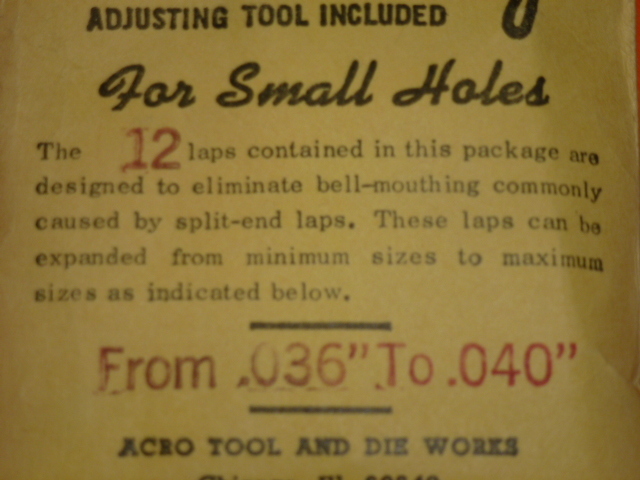 ADJUSTING TOOL INCLUDED
For Small Holes
The 12 laps contained in this package are
designed to eliminate bell-mouthing commonly
caused by split-end laps. These laps can be
expanded from minimum sizes to maximum
sizes as indicated below.
From .036" To .040"
ACRO TOOL AND DIE WORKS